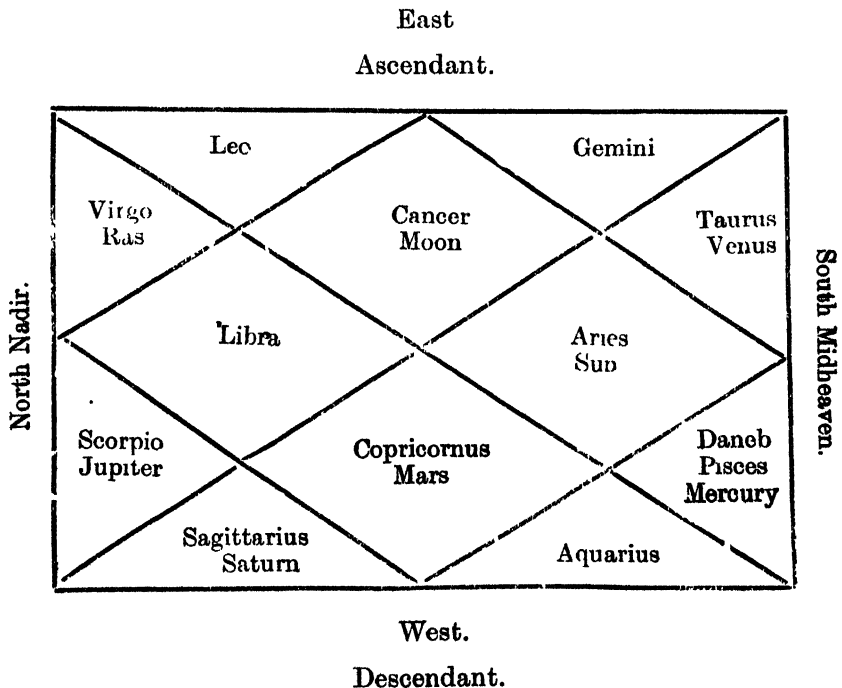 East
Ascendant.
Leo
Gemini
Virgo
Ras
Cancer
Moon
Taurus
Venus
North Nadir.
South Midheaven.
Libra
Aries
Sun
Scorpio
Jupiter
Copricornus
Mars
Daneb
Pisces
Mercury
Sagittarius
Saturn
Aquarius
West.
Descendant.